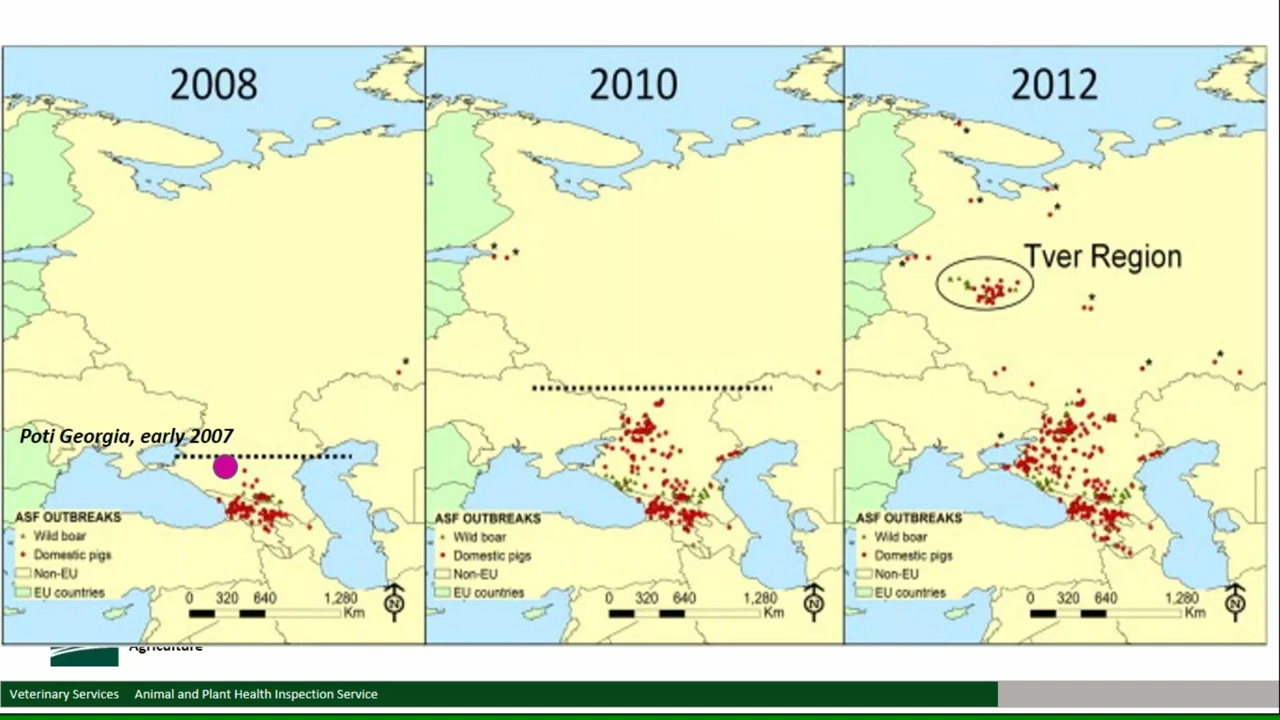 2008
2010
2012
Tver Region
Poti Georgia, early 2007
ASF OUTBREAKS
Wild boar
Domestic pigs
Non-EU
EU countries
0 320 640 1,280
Km
N
ASF OUTBREAKS
Wild boar
Domestic pigs
Non-EU
EU countries
0 320 640 1,280
Km
N
ASF OUTBREAKS
Wild boar
Domestic pigs
Non-EU
EU countries
0 320 640 1,280
Km
N
Agriculture
Veterinary Services Animal and Plant Health Inspection Service